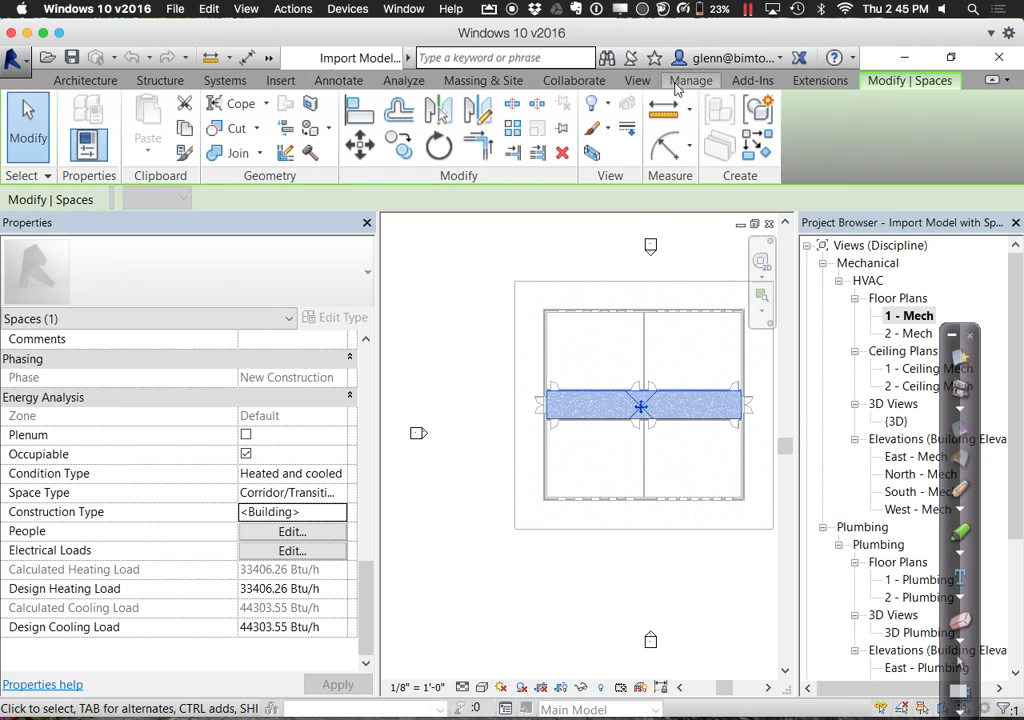 Windows 10 v2016 File Edit View Actions Devices Window Help 23% Thu 2:45 PM
Windows 10 v2016
Import Model... Type a keyword or phrase glenn@bimto...
Architecture Structure Systems Insert Annotate Analyze Massing & Site Collaborate View Manage Add-Ins Extensions Modify | Spaces
Modify Paste Cope Cut Join
Select Properties Clipboard Geometry Modify View Measure Create
Modify | Spaces
Properties
Spaces (1) Edit Type
Comments
Phasing
Phase New Construction
Energy Analysis
Zone Default
Plenum
Occupiable
Condition Type Heated and cooled
Space Type Corridor/Transiti...
Construction Type <Building>
People Edit...
Electrical Loads Edit...
Calculated Heating Load 33406.26 Btu/h
Design Heating Load 33406.26 Btu/h
Calculated Cooling Load 44303.55 Btu/h
Design Cooling Load 44303.55 Btu/h
Properties help Apply
2D
1/8" = 1'-0"
Project Browser - Import Model with Sp...
Views (Discipline)
Mechanical
HVAC
Floor Plans
1 - Mech
2 - Mech
Ceiling Plans
1 - Ceiling Mech
2 - Ceiling Mech
3D Views
{3D}
Elevations (Building Eleva
East - Mech
North - Mech
South - Mech
West - Mech
Plumbing
Plumbing
Floor Plans
1 - Plumbing
2 - Plumbing
3D Views
3D Plumbing
Elevations (Building Eleva
East - Plumbing
Click to select, TAB for alternates, CTRL adds, SHI :0 Main Model :1